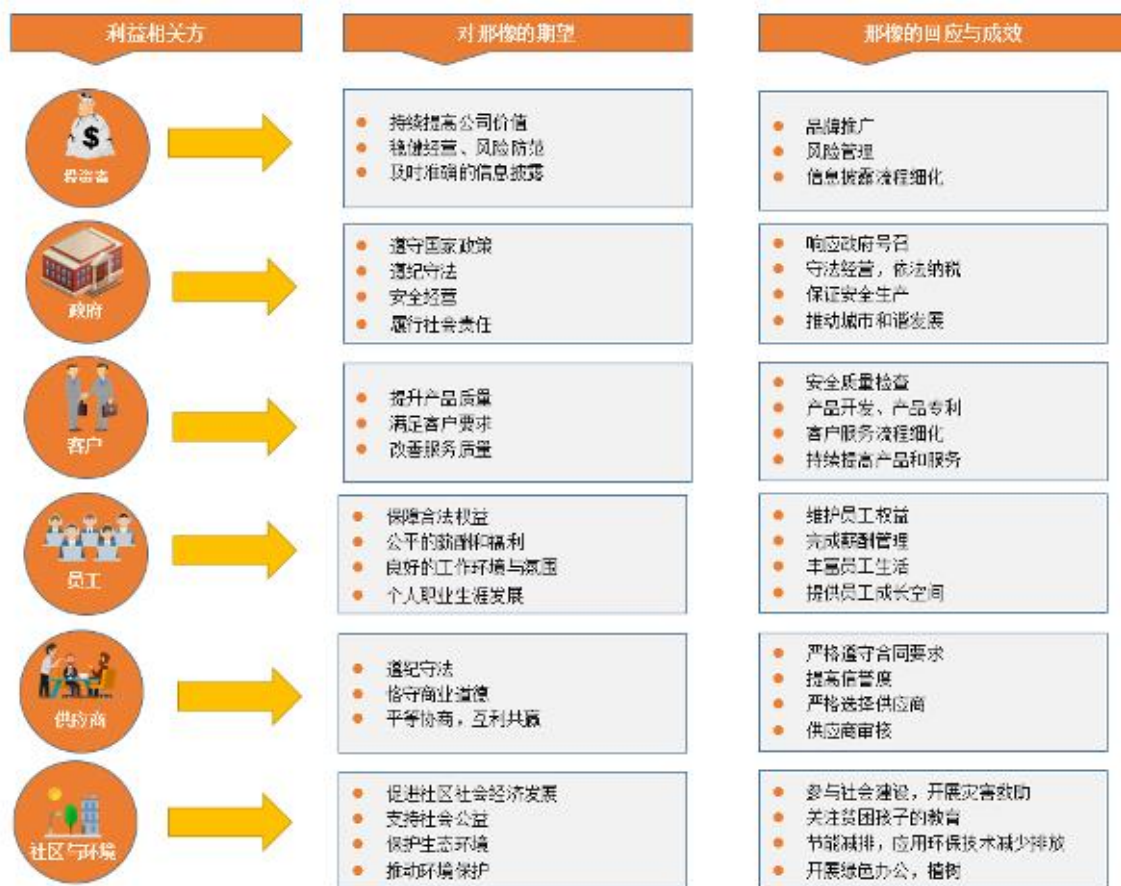 利益相关方
对那像的期望
那像的回应与成效
投资者
持续提高公司价值
稳健经营、风险防范
及时准确的信息披露
品牌推广
风险管理
信息披露流程细化
政府
遵守国家政策
遵纪守法
安全经营
履行社会责任
响应政府号召
守法经营，依法纳税
保证安全生产
推动城市和谐发展
客户
提升产品质量
满足客户要求
改善服务质量
安全质量检查
产品开发、产品专利
客户服务流程细化
持续提高产品和服务
员工
保障合法权益
公平的薪酬和福利
良好的工作环境与氛围
个人职业生涯发展
维护员工权益
完成薪酬管理
丰富员工生活
提供员工成长空间
供应商
遵纪守法
恪守商业道德
平等协商，互利共赢
严格遵守合同要求
提高信誉度
严格选择供应商
供应商审核
社区与环境
促进社区社会经济发展
支持社会公益
保护生态环境
推动环境保护
参与社会建设，开展灾害救助
关注贫困孩子的教育
节能减排，应用环保技术减少排放
开展绿色办公，植树